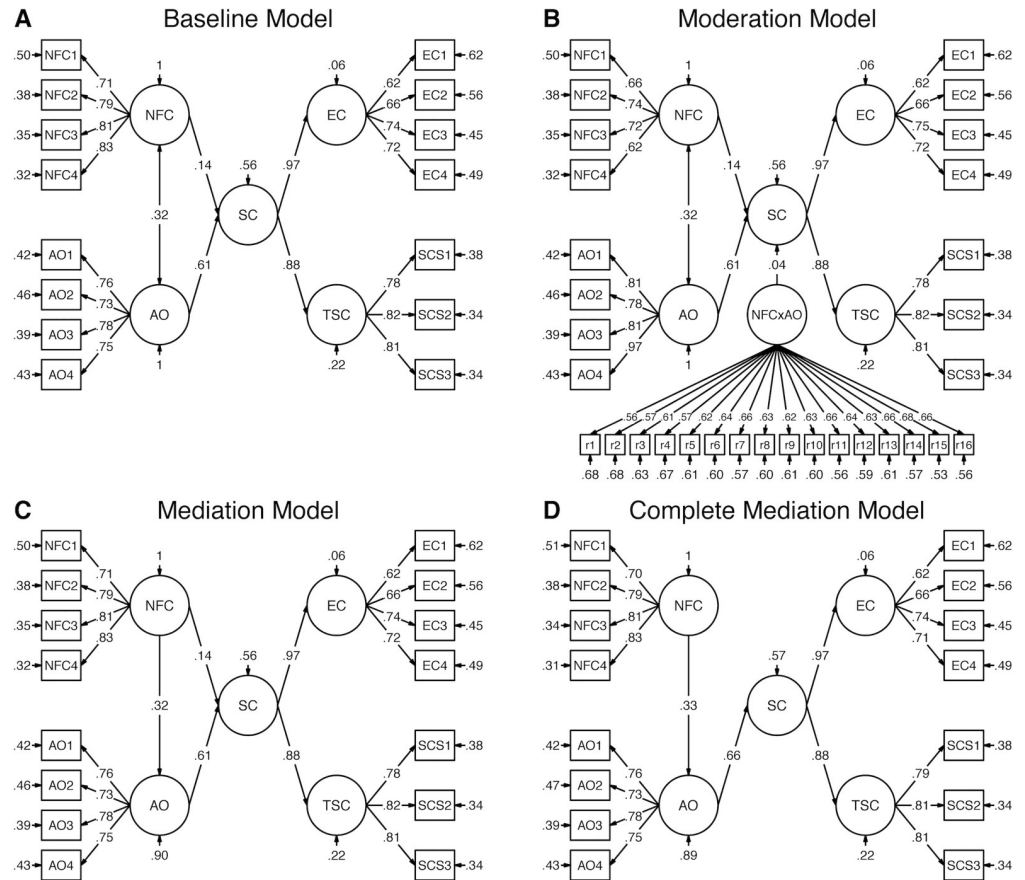 A Baseline Model
.50 NFC1
.38 NFC2
.35 NFC3
.32 NFC4
.71
.79
.81
.83
1
NFC
.32
.14
.61
.42 AO1
.46 AO2
.39 AO3
.43 AO4
.76
.73
.78
.75
AO
1
.56
SC
.97
.88
.06
EC
.62
.66
.74
.72
EC1 .62
EC2 .56
EC3 .45
EC4 .49
TSC
.22
.78
.82
.81
SCS1 .38
SCS2 .34
SCS3 .34
B Moderation Model
.50 NFC1
.38 NFC2
.35 NFC3
.32 NFC4
.66
.74
.72
.62
1
NFC
.32
.14
.61
.42 AO1
.46 AO2
.39 AO3
.43 AO4
.81
.78
.81
.97
AO
1
.56
SC
.04
NFCxAO
.97
.88
.06
EC
.62
.66
.75
.72
EC1 .62
EC2 .56
EC3 .45
EC4 .49
TSC
.22
.78
.82
.81
SCS1 .38
SCS2 .34
SCS3 .34
.56 .57 .61 .57 .62 .64 .66 .63 .62 .63 .66 .64 .63 .66 .68 .66
r1 r2 r3 r4 r5 r6 r7 r8 r9 r10 r11 r12 r13 r14 r15 r16
.68 .68 .63 .67 .61 .60 .57 .60 .61 .60 .56 .59 .61 .57 .53 .56
C Mediation Model
.50 NFC1
.38 NFC2
.35 NFC3
.32 NFC4
.71
.79
.81
.83
1
NFC
.32
.14
.61
.42 AO1
.46 AO2
.39 AO3
.43 AO4
.76
.73
.78
.75
AO
.90
.56
SC
.97
.88
.06
EC
.62
.66
.74
.72
EC1 .62
EC2 .56
EC3 .45
EC4 .49
TSC
.22
.78
.82
.81
SCS1 .38
SCS2 .34
SCS3 .34
D Complete Mediation Model
.51 NFC1
.38 NFC2
.34 NFC3
.31 NFC4
.70
.79
.81
.83
1
NFC
.33
.66
.42 AO1
.47 AO2
.39 AO3
.43 AO4
.76
.73
.78
.75
AO
.89
.57
SC
.97
.88
.06
EC
.62
.66
.74
.71
EC1 .62
EC2 .56
EC3 .45
EC4 .49
TSC
.22
.79
.81
.81
SCS1 .38
SCS2 .34
SCS3 .34